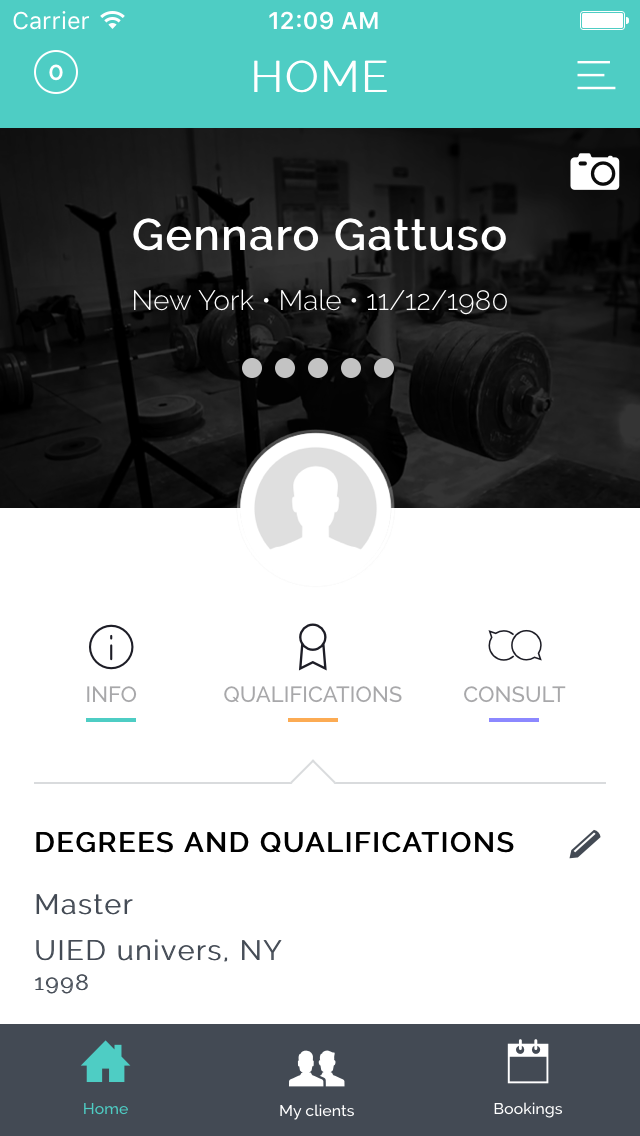 Carrier 12:09 AM
0 HOME
Gennaro Gattuso
New York • Male • 11/12/1980
INFO QUALIFICATIONS CONSULT
DEGREES AND QUALIFICATIONS
Master
UIED univers, NY
1998
Home My clients Bookings